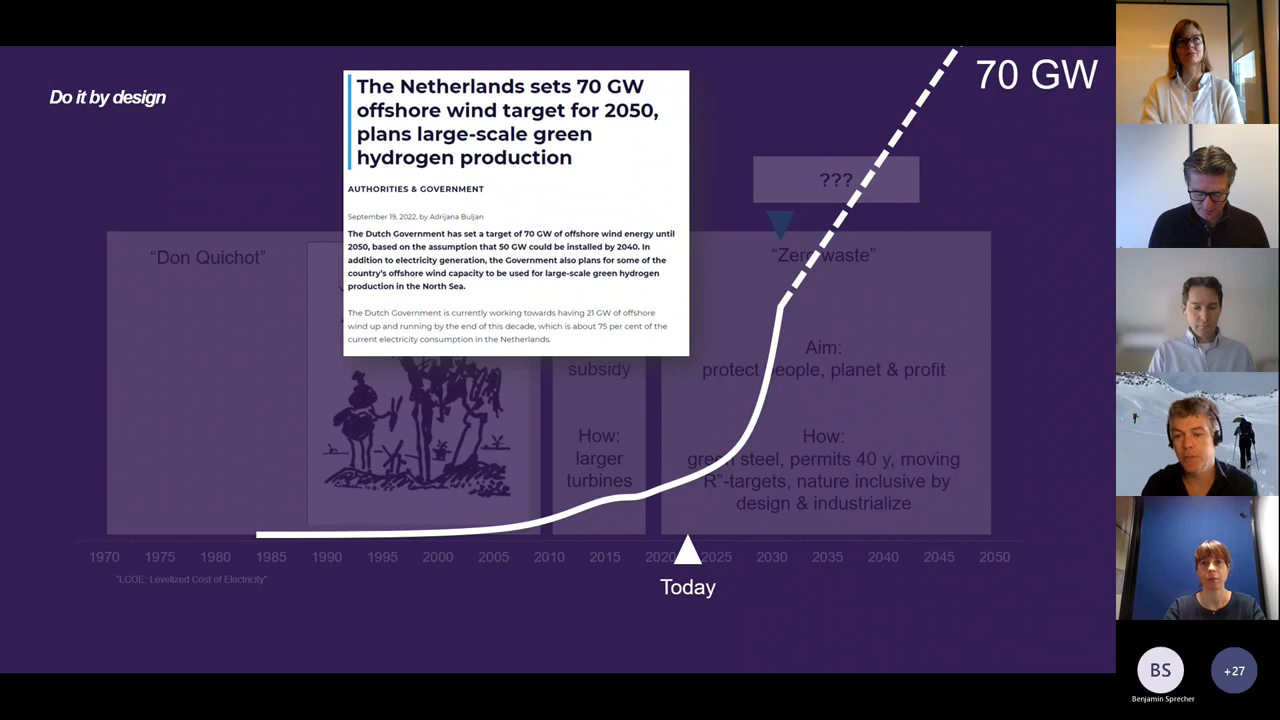 Do it by design
70 GW
The Netherlands sets 70 GW
offshore wind target for 2050,
plans large-scale green
hydrogen production
AUTHORITIES & GOVERNMENT
September 19, 2022, by Adrijana Buljan
The Dutch Government has set a target of 70 GW of offshore wind energy until
2050, based on the assumption that 50 GW could be installed by 2040. In
addition to electricity generation, the Government also plans for some of the
country's offshore wind capacity to be used for large-scale green hydrogen
production in the North Sea.
The Dutch Government is currently working towards having 21 GW of offshore
wind up and running by the end of this decade, which is about 75 per cent of the
current electricity consumption in the Netherlands.
???
"Don Quichot"
"Zero waste"
subsidy
How:
larger
turbines
Aim:
protect people, planet & profit
How:
green steel, permits 40 y, moving
R"-targets, nature inclusive by
design & industrialize
1970 1975 1980 1985 1990 1995 2000 2005 2010 2015 2020 2025 2030 2035 2040 2045 2050
"LCOE: Levelized Cost of Electricity"
Today
BS
+27
Benjamin Sprecher